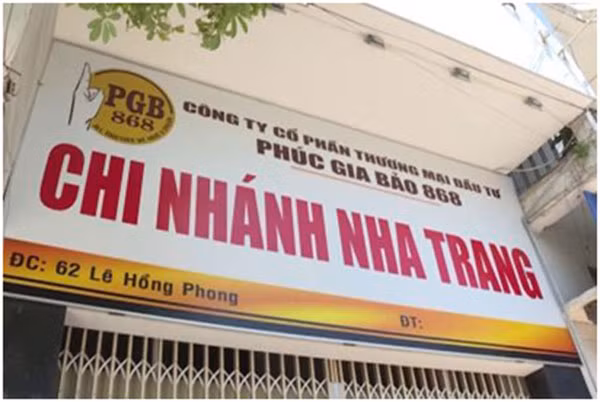 PGB
868
CÔNG TY CỔ PHẦN THƯƠNG MẠI ĐẦU TƯ
PHÚC GIA BẢO 868
CHI NHÁNH NHA TRANG
ĐC: 62 Lê Hồng Phong
ĐT: